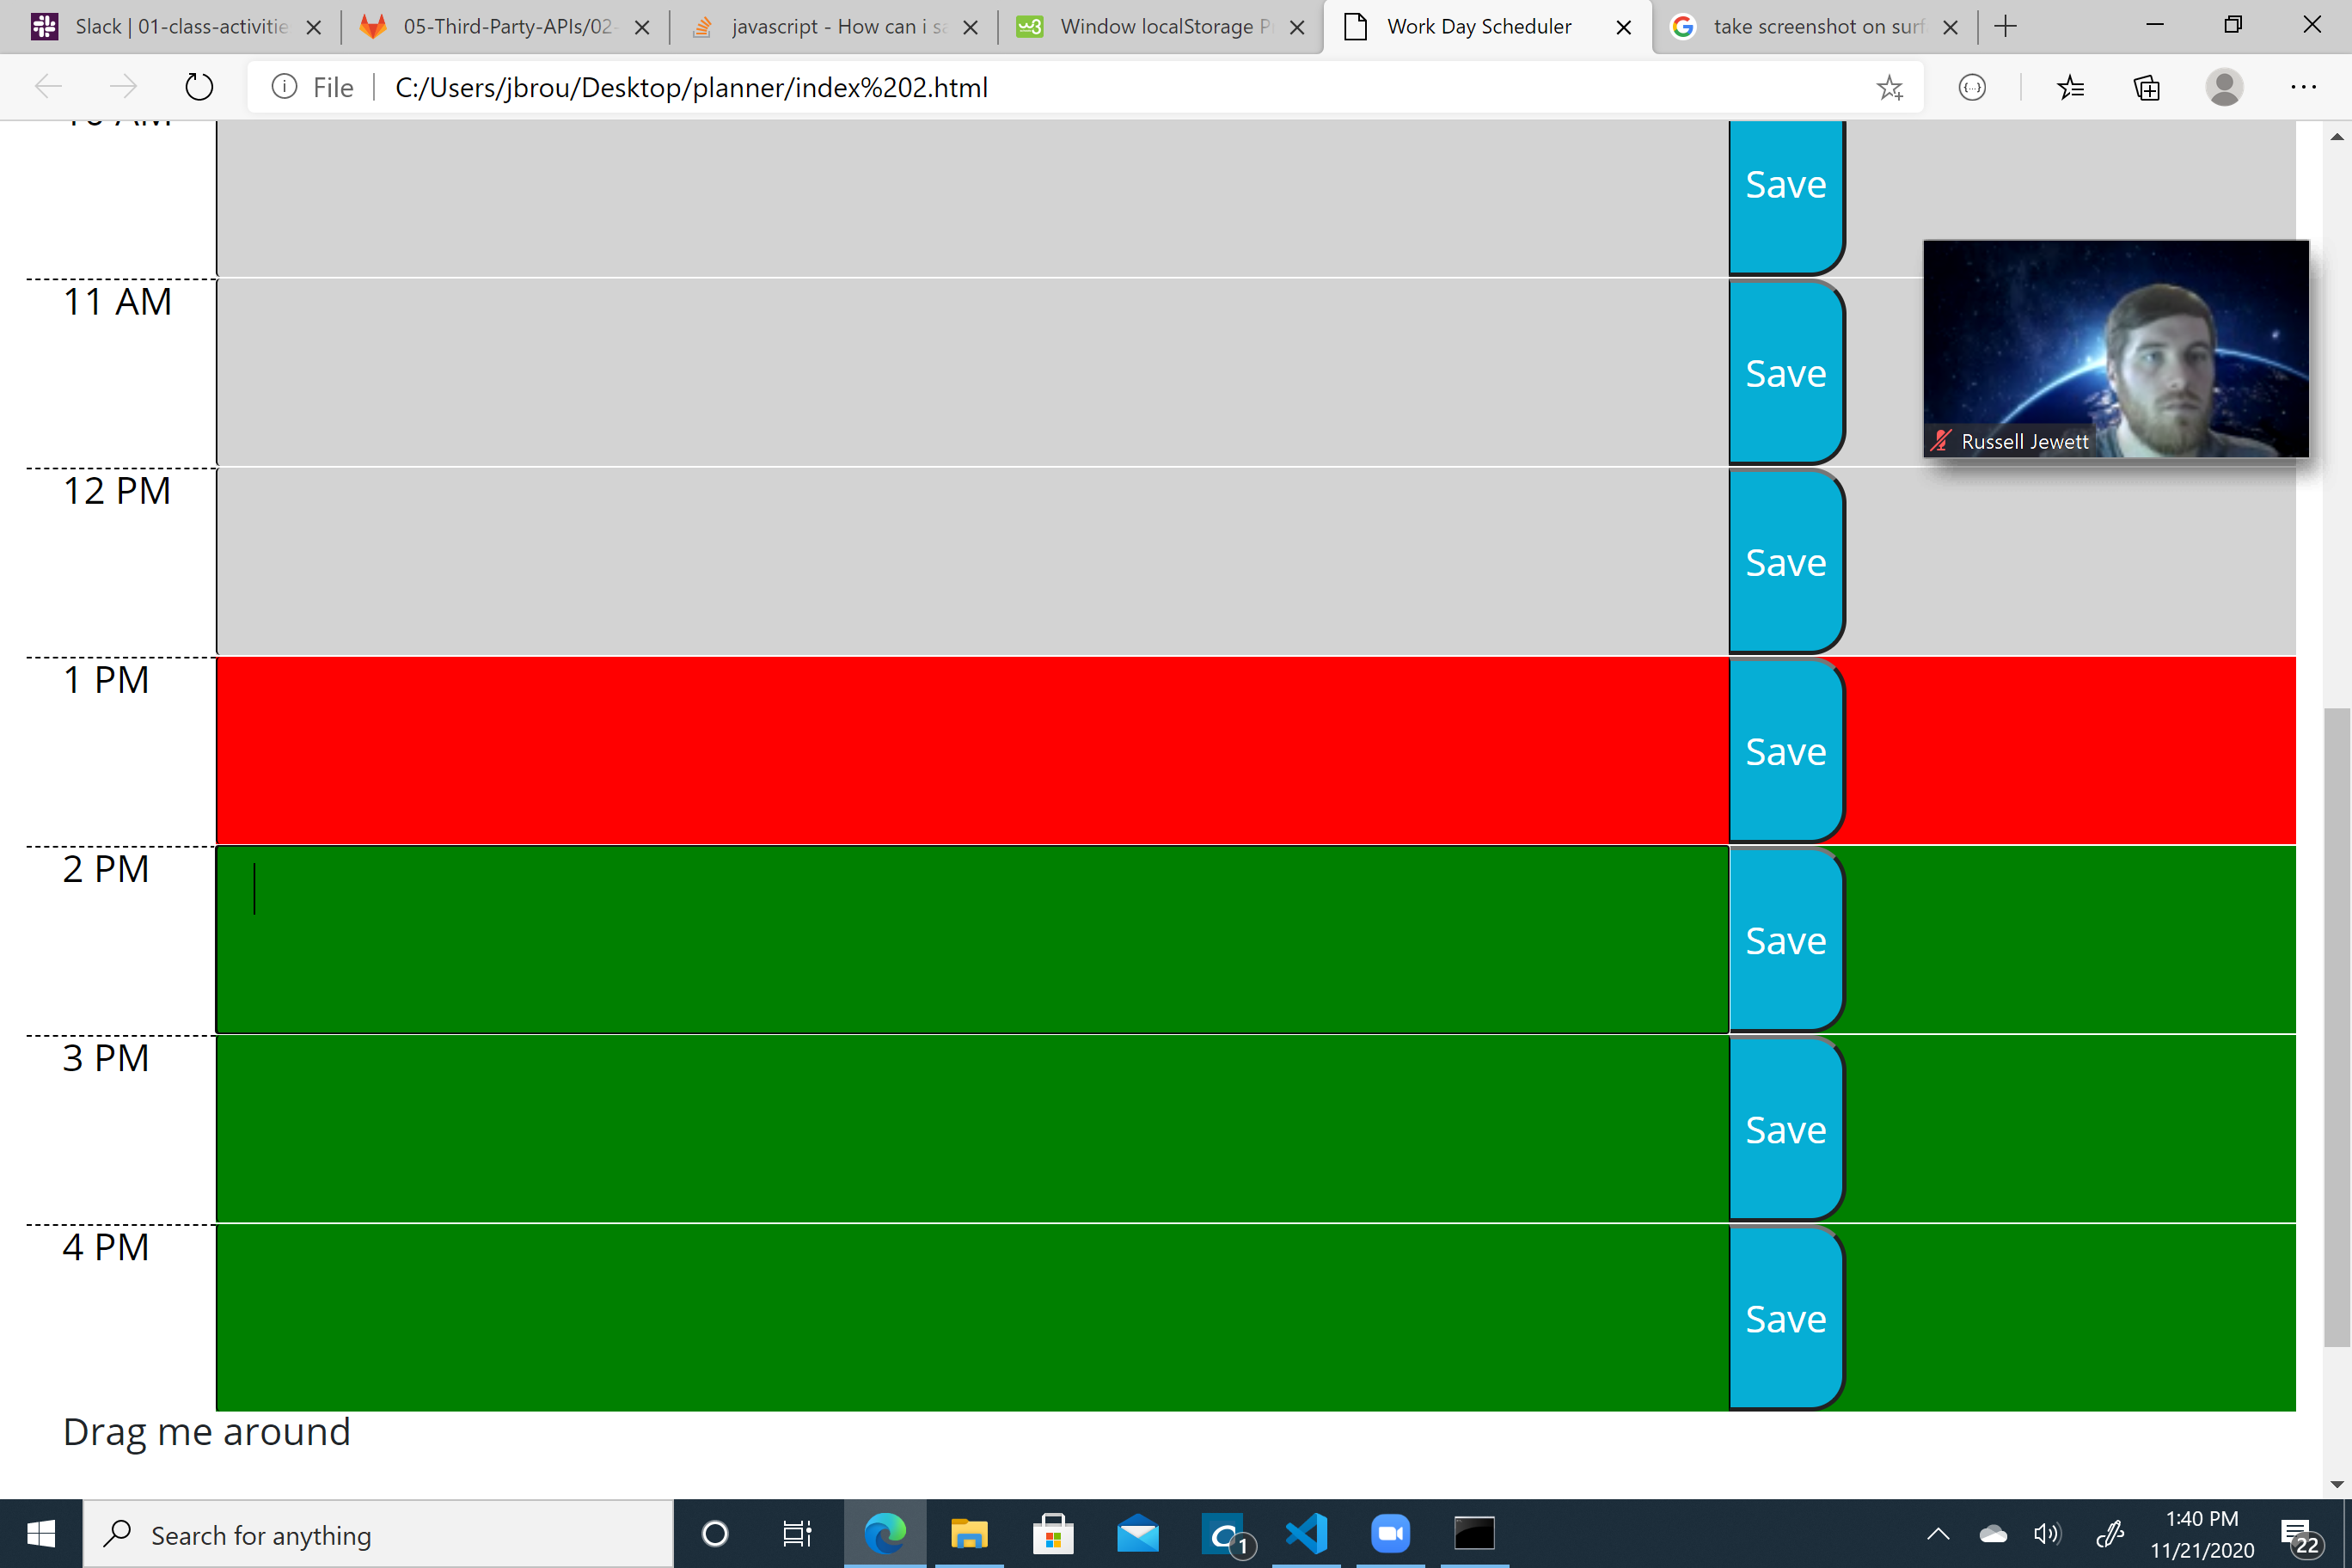 Slack | 01-class-activitie
05-Third-Party-APIs/02-
javascript - How can i sa
Window localStorage P
Work Day Scheduler
take screenshot on surf
File
C:/Users/jbrou/Desktop/planner/index%202.html
Save
11 AM
Save
Russell Jewett
12 PM
Save
1 PM
Save
2 PM
Save
3 PM
Save
4 PM
Save
Drag me around
Search for anything
1
1:40 PM
11/21/2020
22